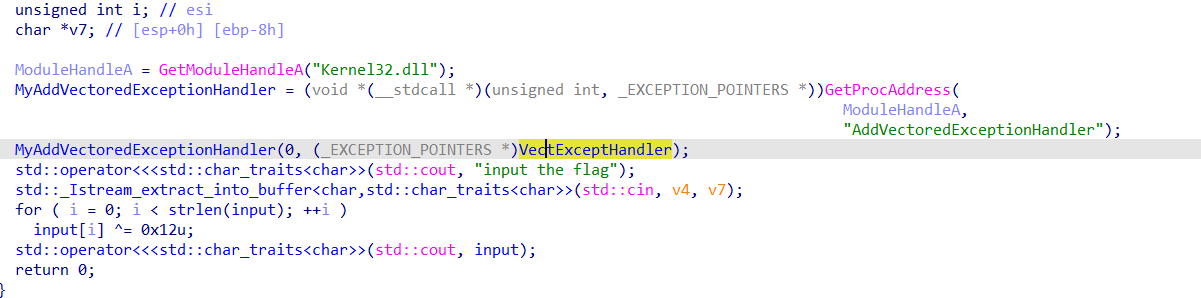 unsigned int i; // esi
char *v7; // [esp+0h] [ebp-8h]
ModuleHandleA = GetModuleHandleA("Kernel32.dll");
MyAddVectoredExceptionHandler = (void *(__stdcall *)(unsigned int, _EXCEPTION_POINTERS *))GetProcAddress(
ModuleHandleA,
"AddVectoredExceptionHandler");
MyAddVectoredExceptionHandler(0, (_EXCEPTION_POINTERS *)VectExceptHandler);
std::operator<<<std::char_traits<char>>(std::cout, "input the flag");
std::_Istream_extract_into_buffer<char,std::char_traits<char>>(std::cin, v4, v7);
for ( i = 0; i < strlen(input); ++i )
input[i] ^= 0x12u;
std::operator<<<std::char_traits<char>>(std::cout, input);
return 0;
}